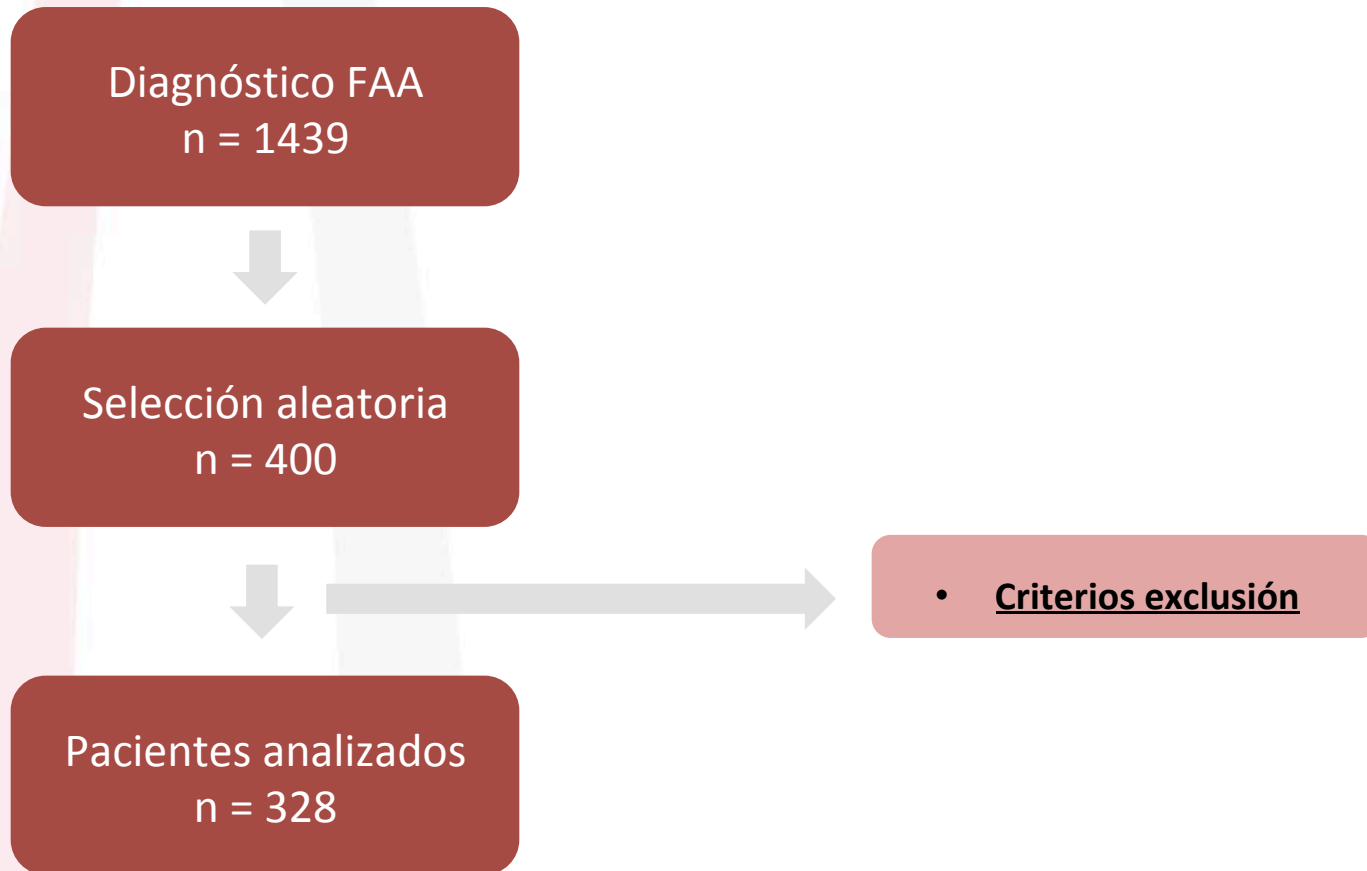 Diagnóstico FAA
n = 1439
Selección aleatoria
n = 400
• Criterios exclusión
Pacientes analizados
n = 328